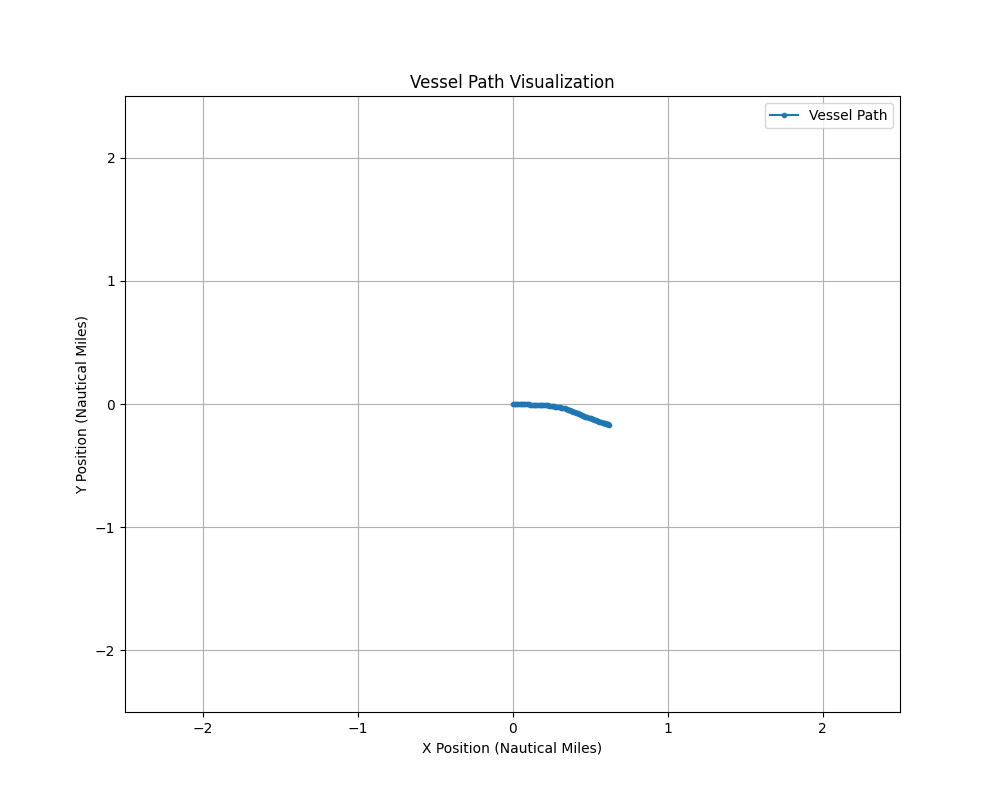 Vessel Path Visualization
Vessel Path
2
1
0
−1
−2
Y Position (Nautical Miles)
−2
−1
0
1
2
X Position (Nautical Miles)